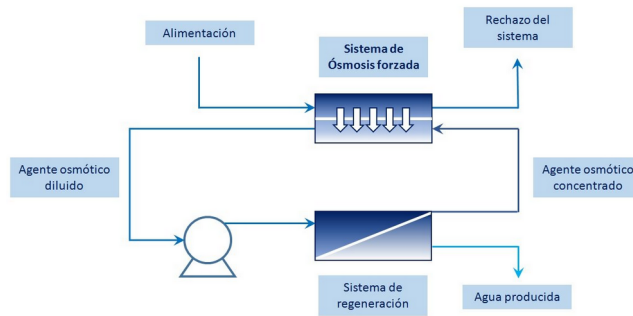 Alimentación
Sistema de
Ósmosis forzada
Rechazo del
sistema
Agente osmótico
diluido
Agente osmótico
concentrado
Sistema de
regeneración
Agua producida